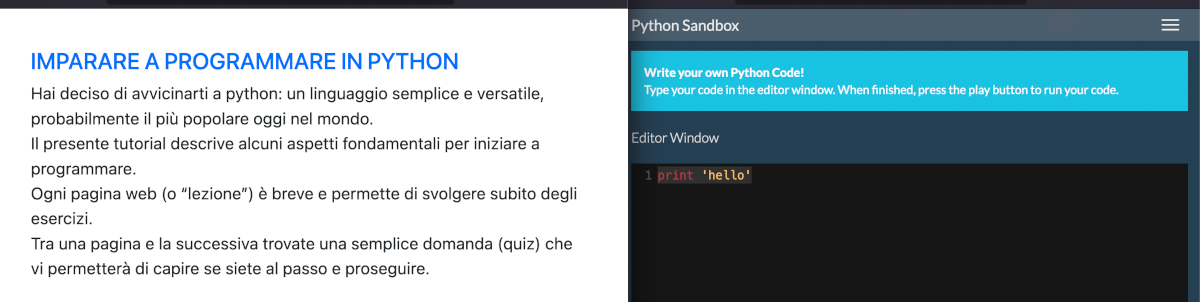 IMPARARE A PROGRAMMARE IN PYTHON
Hai deciso di avvicinarti a python: un linguaggio semplice e versatile,
probabilmente il più popolare oggi nel mondo.
Il presente tutorial descrive alcuni aspetti fondamentali per iniziare a
programmare.
Ogni pagina web (o “lezione”) è breve e permette di svolgere subito degli
esercizi.
Tra una pagina e la successiva trovate una semplice domanda (quiz) che
vi permetterà di capire se siete al passo e proseguire.
Python Sandbox
Write your own Python Code!
Type your code in the editor window. When finished, press the play button to run your code.
Editor Window
1 print 'hello'